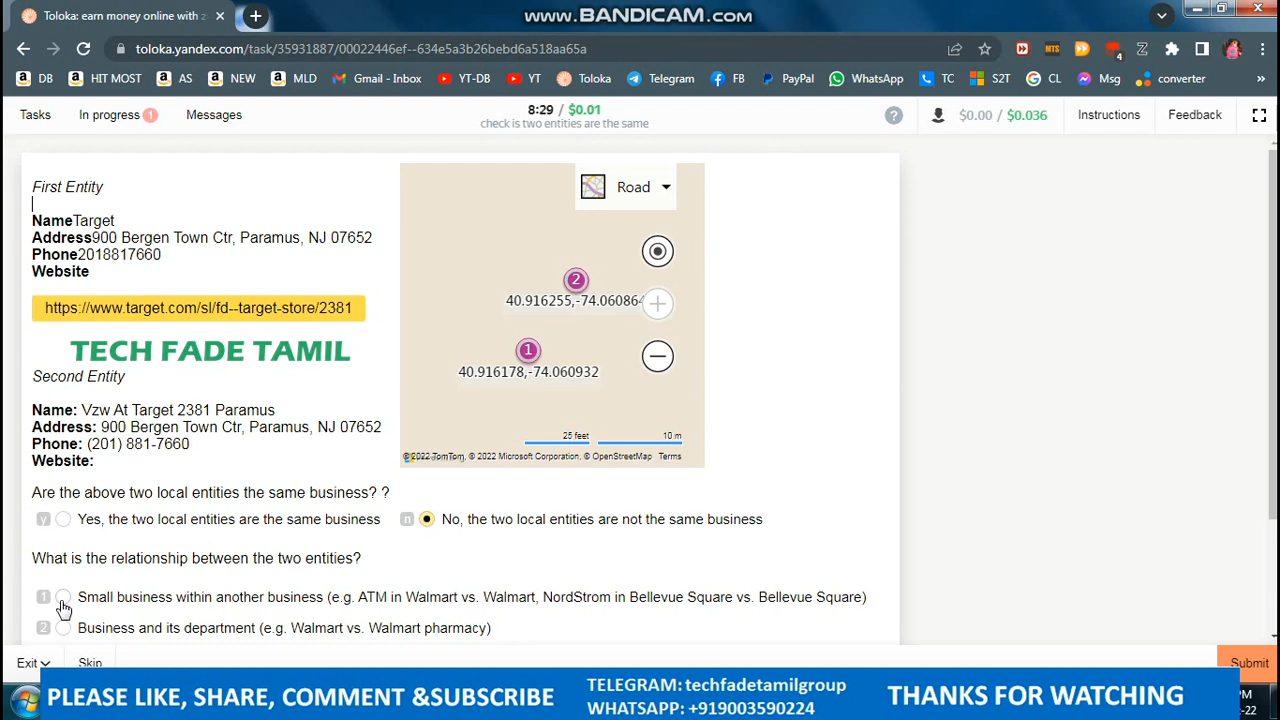 www.BANDICAM.com
Toloka: earn money online with
toloka.yandex.com/task/35931887/00022446ef--634e5a3b26bebd6a518aa65a
MTS
4
DB
HIT MOST
AS
NEW
MLD
Gmail - Inbox
YT-DB
YT
Toloka
Telegram
FB
PayPal
WhatsApp
TC
S2T
CL
Msg
converter
»
Tasks
In progress 1
Messages
8:29 / $0.01
check is two entities are the same
?
$0.00 / $0.036
Instructions
Feedback
First Entity
NameTarget
Address900 Bergen Town Ctr, Paramus, NJ 07652
Phone2018817660
Website
https://www.target.com/sl/fd--target-store/2381
TECH FADE TAMIL
Second Entity
Name: Vzw At Target 2381 Paramus
Address: 900 Bergen Town Ctr, Paramus, NJ 07652
Phone: (201) 881-7660
Website:
Road
2
40.916255,-74.060864
1
40.916178,-74.060932
25 feet
10 m
© 2022 TomTom, © 2022 Microsoft Corporation, © OpenStreetMap Terms
Are the above two local entities the same business? ?
y Yes, the two local entities are the same business
n No, the two local entities are not the same business
What is the relationship between the two entities?
1 Small business within another business (e.g. ATM in Walmart vs. Walmart, NordStrom in Bellevue Square vs. Bellevue Square)
2 Business and its department (e.g. Walmart vs. Walmart pharmacy)
Exit
Skip
Submit
PLEASE LIKE, SHARE, COMMENT &SUBSCRIBE
TELEGRAM: techfadetamilgroup
WHATSAPP: +919003590224
THANKS FOR WATCHING
PM
-22